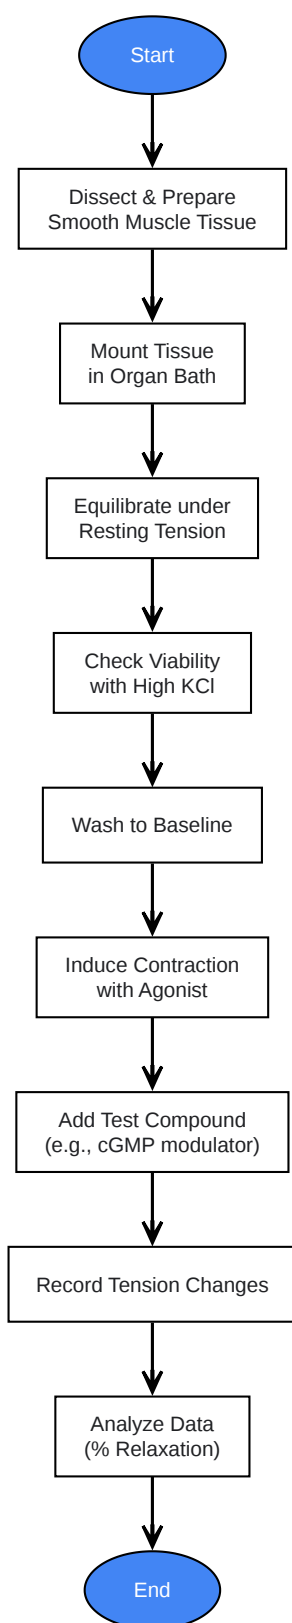 Start
Dissect & Prepare
Smooth Muscle Tissue
Mount Tissue
in Organ Bath
Equilibrate under
Resting Tension
Check Viability
with High KCl
Wash to Baseline
Induce Contraction
with Agonist
Add Test Compound
(e.g., cGMP modulator)
Record Tension Changes
Analyze Data
(% Relaxation)
End